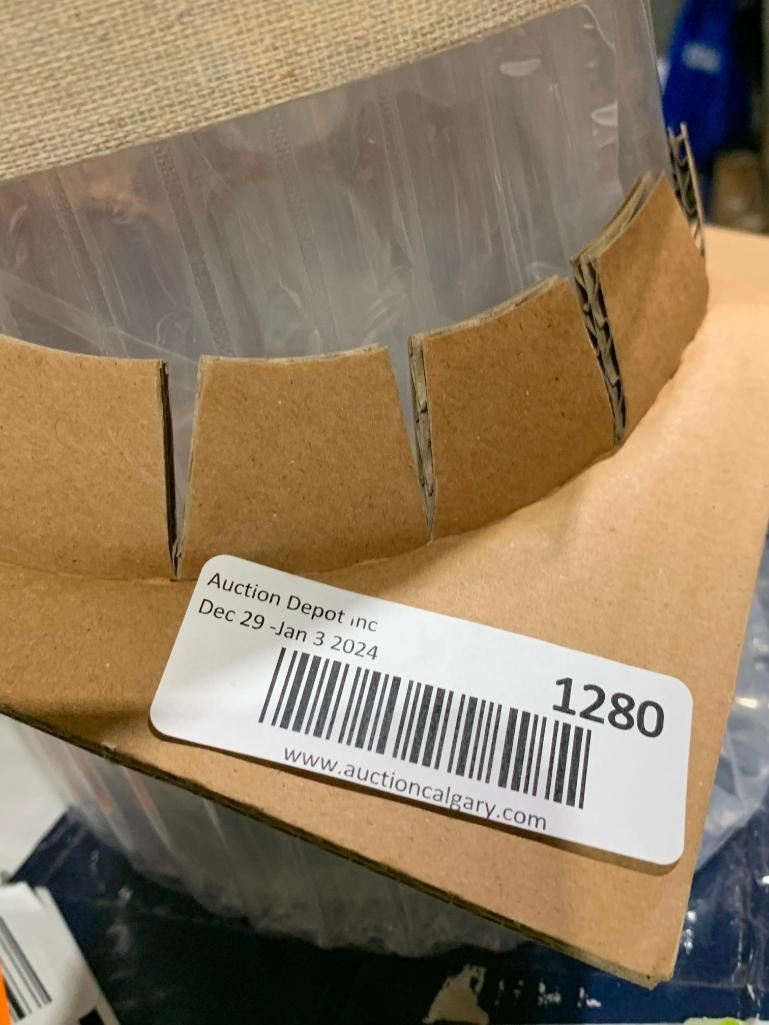 Auction Depot inc
Dec 29 -Jan 3 2024
1280
www.auctioncalgary.com